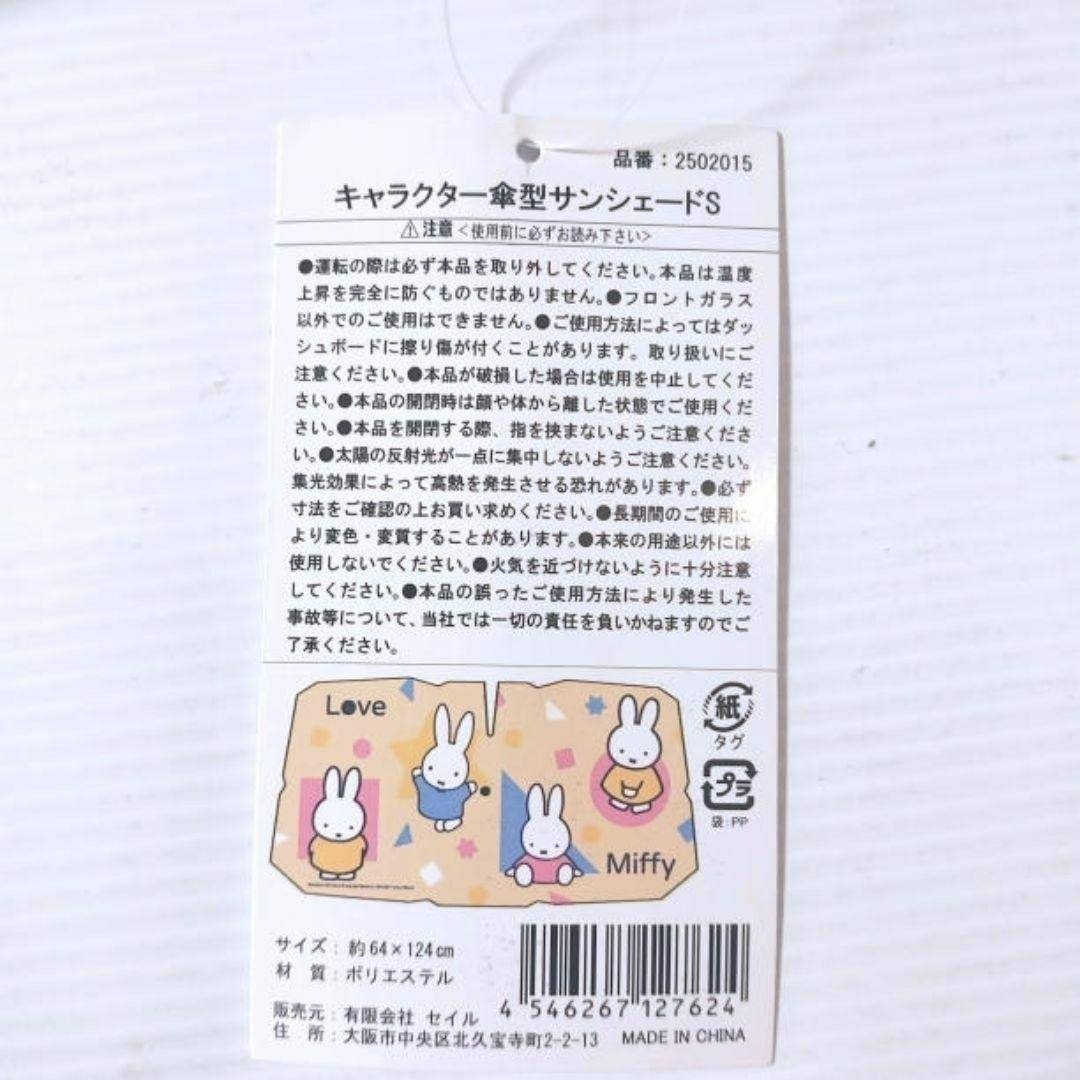 品番：2502015
キャラクター傘型サンシェードS
⚠注意<使用前に必ずお読み下さい>
●運転の際は必ず本品を取り外してください。本品は温度
上昇を完全に防ぐものではありません。●フロントガラス
以外でのご使用はできません。●ご使用方法によってはダッ
シュボードに擦り傷が付くことがあります。取り扱いにご
注意ください。●本品が破損した場合は使用を中止してくだ
さい。●本品の開閉時は顔や体から離した状態でご使用くだ
さい。●本品を開閉する際、指を挟まないようご注意くださ
い。●太陽の反射光が一点に集中しないようご注意ください。
集光効果によって高熱を発生させる恐れがあります。●必ず
寸法をご確認の上お買い求めください。●長期間のご使用に
より変色・変質することがあります。●本来の用途以外には
使用しないでください。●火気を近づけないように十分注意
してください。●本品の誤ったご使用方法により発生した
事故等について、当社では一切の責任を負いかねますのでご
了承ください。
Love
Miffy
紙
タグ
プラ
袋:PP
サイズ：約64×124cm
材 質：ポリエステル
販売元：有限会社 セイル
住 所：大阪市中央区北久宝寺町2-2-13
4 546267 127624
MADE IN CHINA